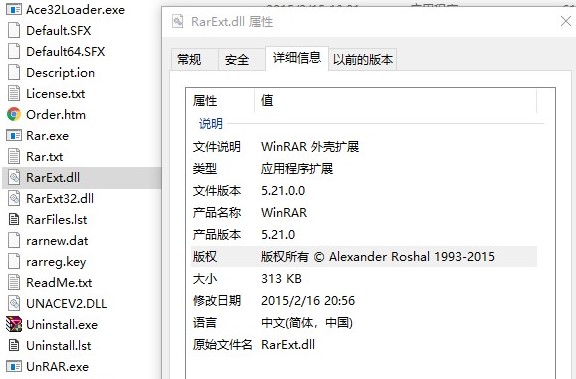 Ace32Loader.exe
Default.SFX
Default64.SFX
Descript.ion
License.txt
Order.htm
Rar.exe
Rar.txt
RarExt.dll
RarExt32.dll
RarFiles.lst
rarnew.dat
rarreg.key
ReadMe.txt
UNACEV2.DLL
Uninstall.exe
Uninstall.lst
UnRAR.exe
RarExt.dll 属性
常规 安全 详细信息 以前的版本
属性 值
说明
文件说明 WinRAR 外壳扩展
类型 应用程序扩展
文件版本 5.21.0.0
产品名称 WinRAR
产品版本 5.21.0
版权 版权所有 © Alexander Roshal 1993-2015
大小 313 KB
修改日期 2015/2/16 20:56
语言 中文(简体，中国)
原始文件名 RarExt.dll